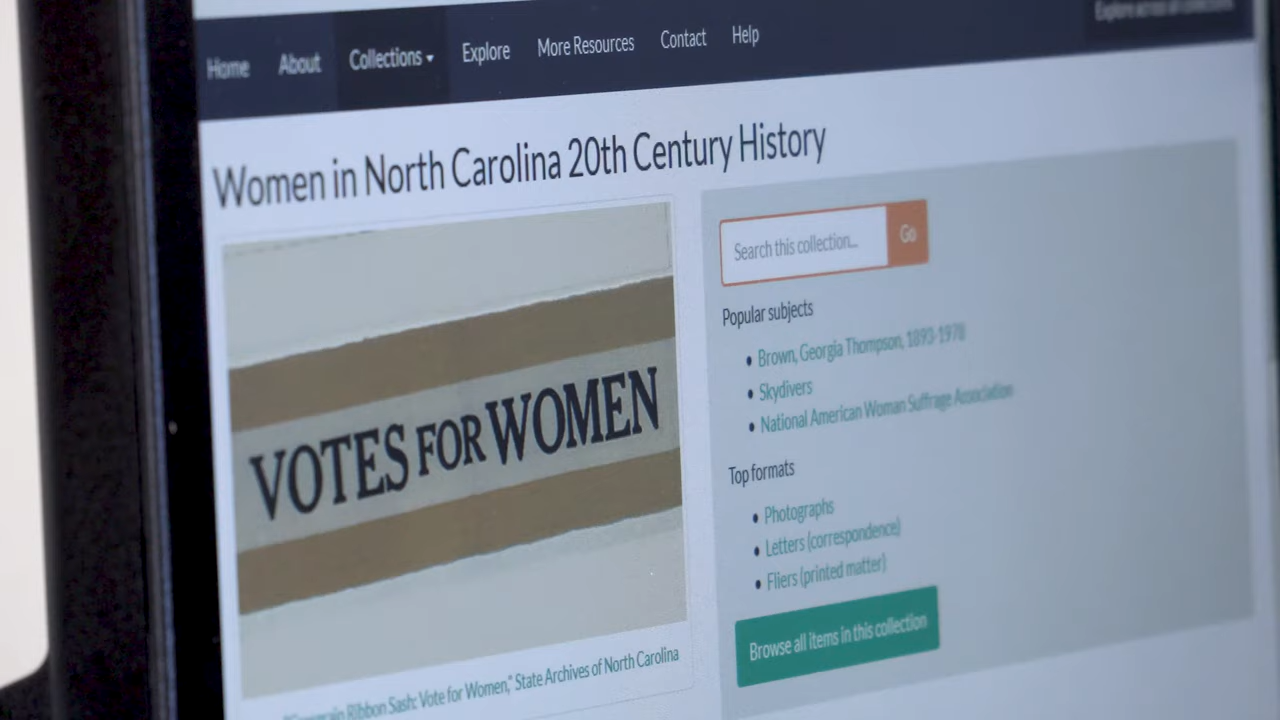 Explore across all collections
Home About Collections Explore More Resources Contact Help
Women in North Carolina 20th Century History
VOTES FOR WOMEN
Ribbon Sash: Vote for Women," State Archives of North Carolina
Search this collection... Go
Popular subjects
Brown, Georgia Thompson, 1893-1978
Skydivers
National American Woman Suffrage Association
Top formats
Photographs
Letters (correspondence)
Fliers (printed matter)
Browse all items in this collection